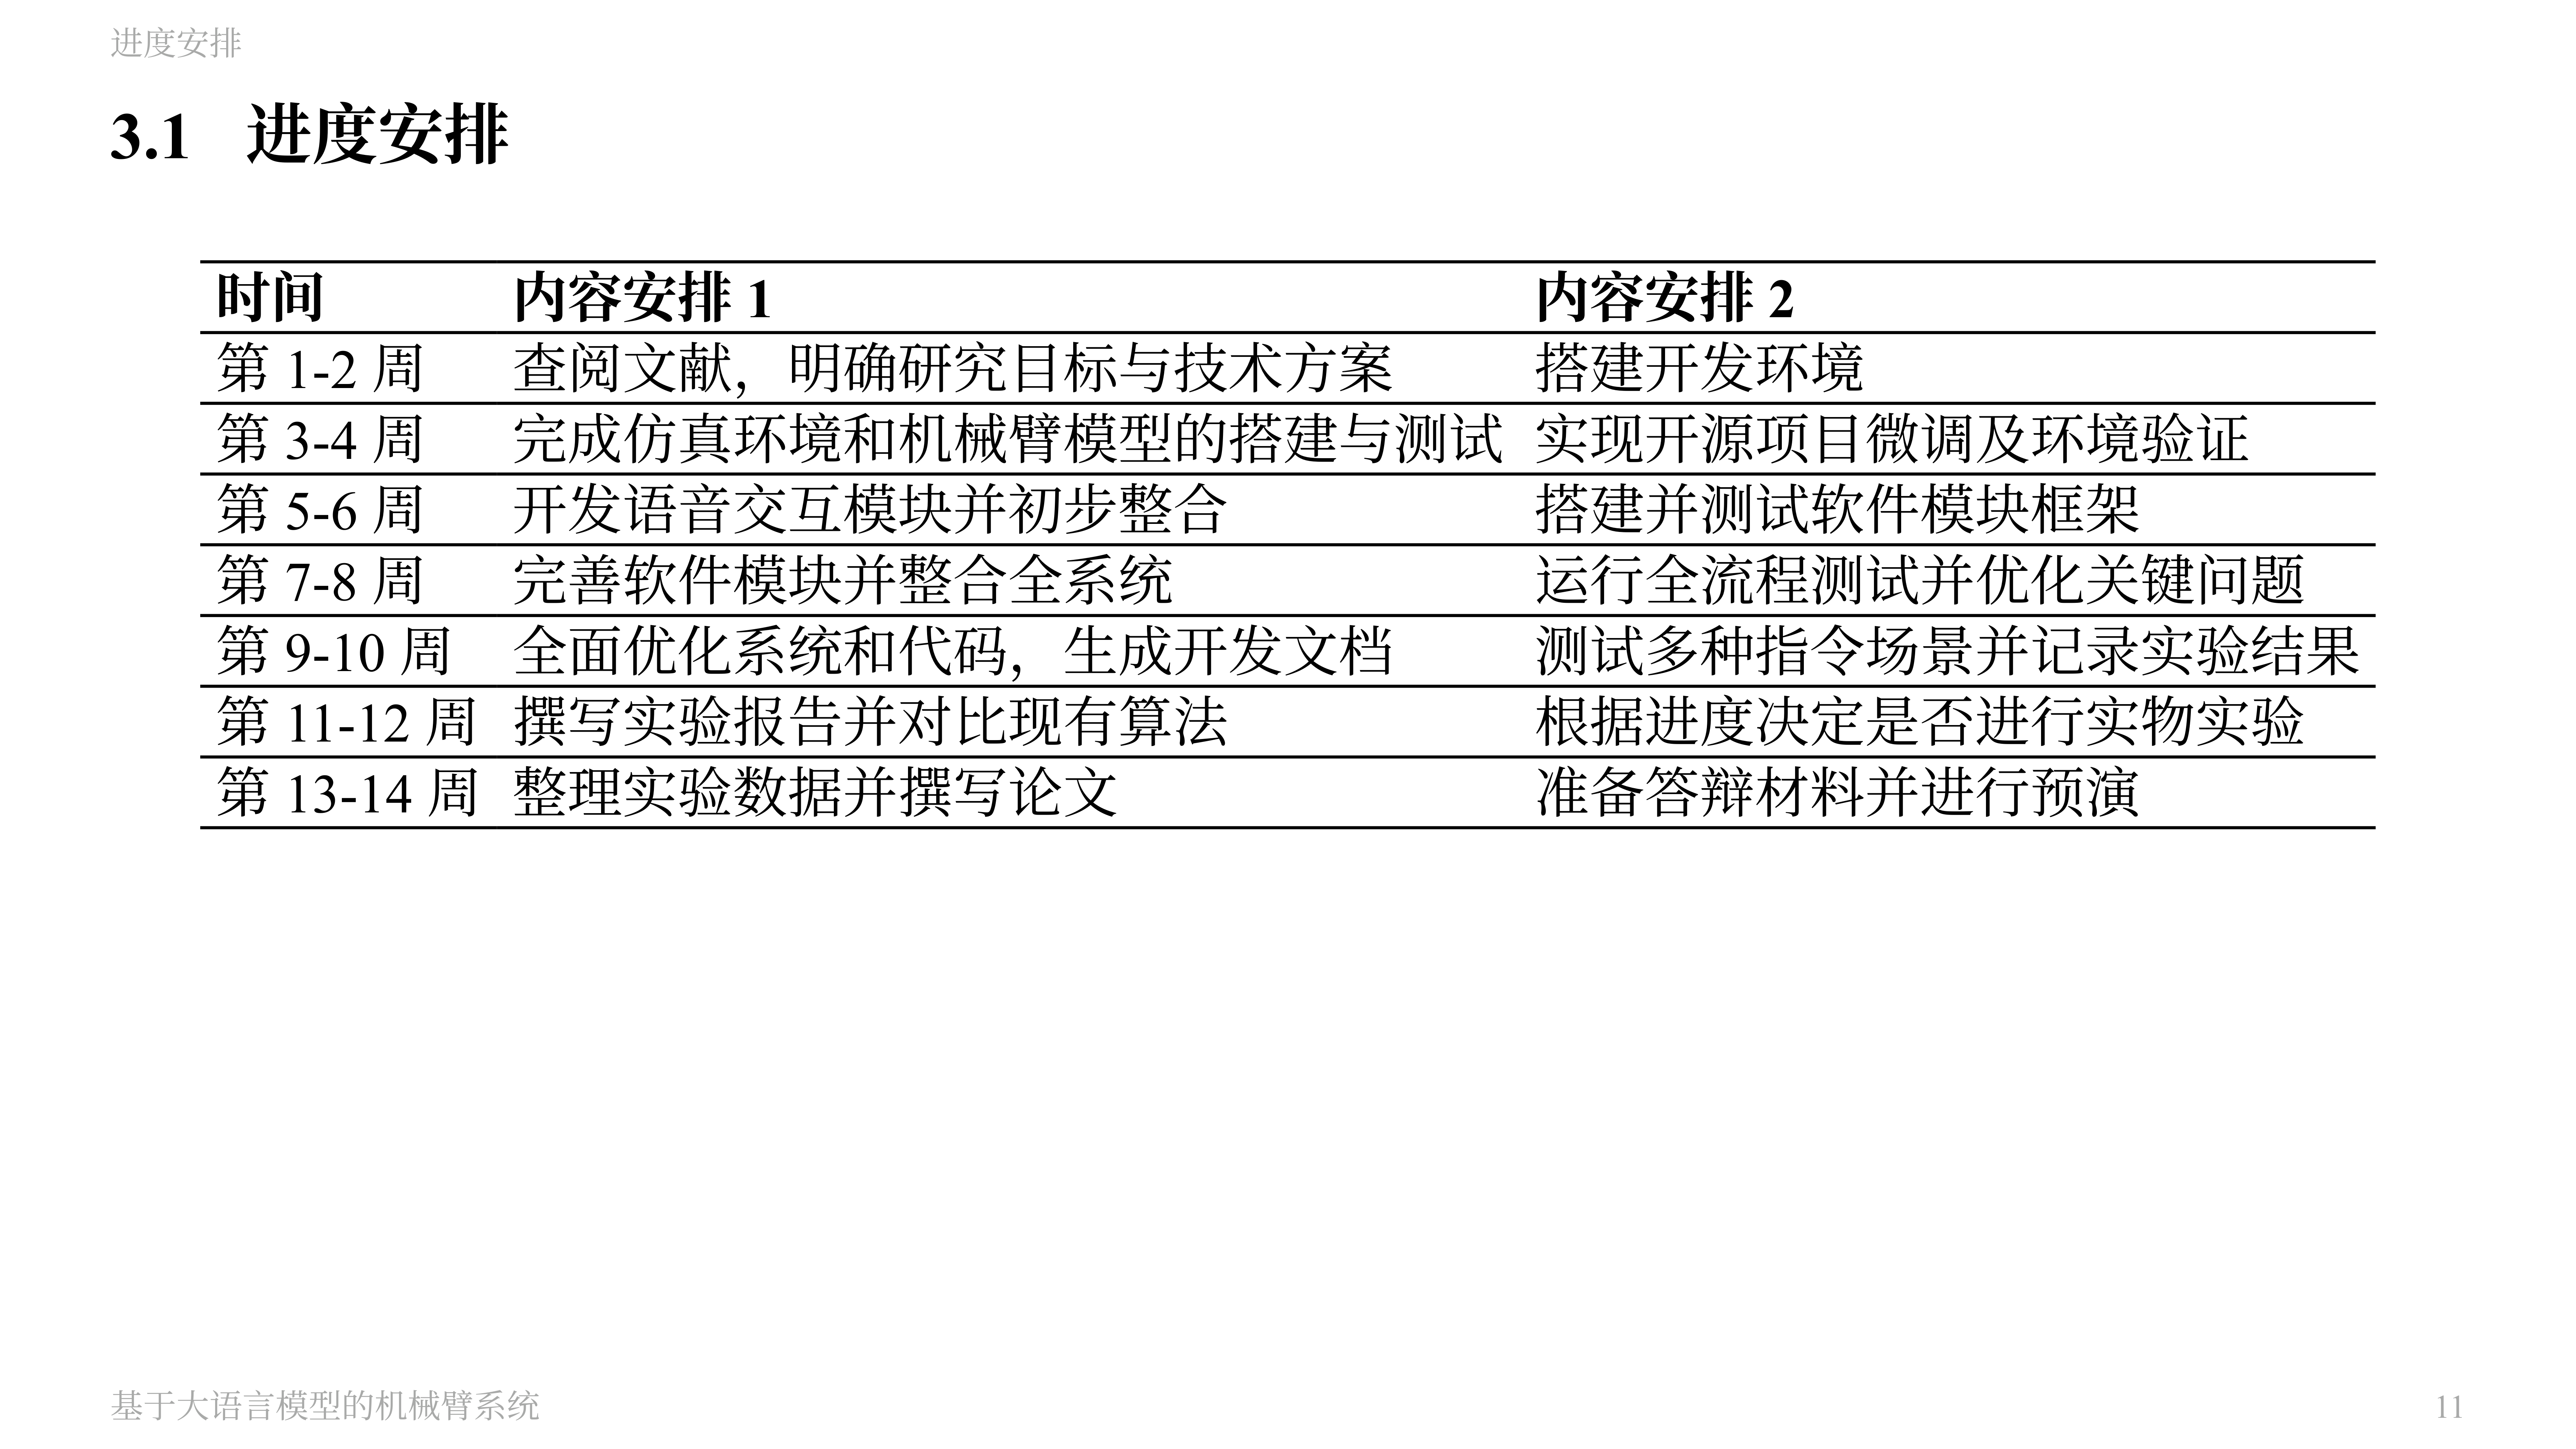 进度安排
3.1 进度安排
时间 内容安排 1 内容安排 2
第 1-2 周 查阅文献，明确研究目标与技术方案 搭建开发环境
第 3-4 周 完成仿真环境和机械臂模型的搭建与测试 实现开源项目微调及环境验证
第 5-6 周 开发语音交互模块并初步整合 搭建并测试软件模块框架
第 7-8 周 完善软件模块并整合全系统 运行全流程测试并优化关键问题
第 9-10 周 全面优化系统和代码，生成开发文档 测试多种指令场景并记录实验结果
第 11-12 周 撰写实验报告并对比现有算法 根据进度决定是否进行实物实验
第 13-14 周 整理实验数据并撰写论文 准备答辩材料并进行预演
基于大语言模型的机械臂系统 11